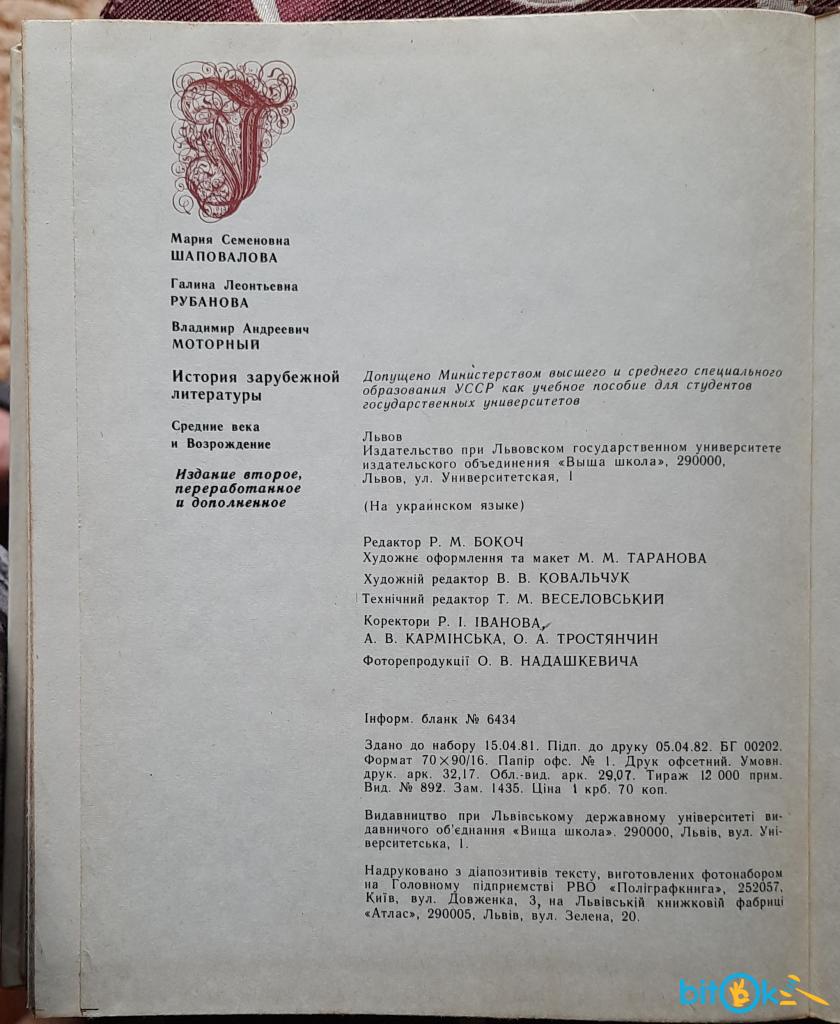 Мария Семеновна
ШАПОВАЛОВА
Галина Леонтьевна
РУБАНОВА
Владимир Андреевич
МОТОРНЫЙ
История зарубежной
литературы
Средние века
и Возрождение
Издание второе,
переработанное
и дополненное
Допущено Министерством высшего и среднего специального
образования УССР как учебное пособие для студентов
государственных университетов
Львов
Издательство при Львовском государственном университете
издательского объединения «Выща школа», 290000,
Львов, ул. Университетская, 1
(На украинском языке)
Редактор Р. М. БОКОЧ
Художнє оформлення та макет М. М. ТАРАНОВА
Художній редактор В. В. КОВАЛЬЧУК
Технічний редактор Т. М. ВЕСЕЛОВСЬКИЙ
Коректори Р. І. ІВАНОВА,
А. В. КАРМІНСЬКА, О. А. ТРОСТЯНЧИН
Фоторепродукції О. В. НАДАШКЕВИЧА
Інформ. бланк № 6434
Здано до набору 15.04.81. Підп. до друку 05.04.82. БГ 00202.
Формат 70×90/16. Папір офс. № 1. Друк офсетний. Умовн.
друк. арк. 32,17. Обл.-вид. арк. 29,07. Тираж 12 000 прим.
Вид. № 892. Зам. 1435. Ціна 1 крб. 70 коп.
Видавництво при Львівському державному університеті ви-
давничого об'єднання «Вища школа». 290000, Львів, вул. Уні-
верситетська, 1.
Надруковано з діапозитивів тексту, виготовлених фотонабором
на Головному підприємстві РВО «Поліграфкнига», 252057,
Київ, вул. Довженка, 3, на Львівській книжковій фабриці
«Атлас», 290005, Львів, вул. Зелена, 20.
bitok